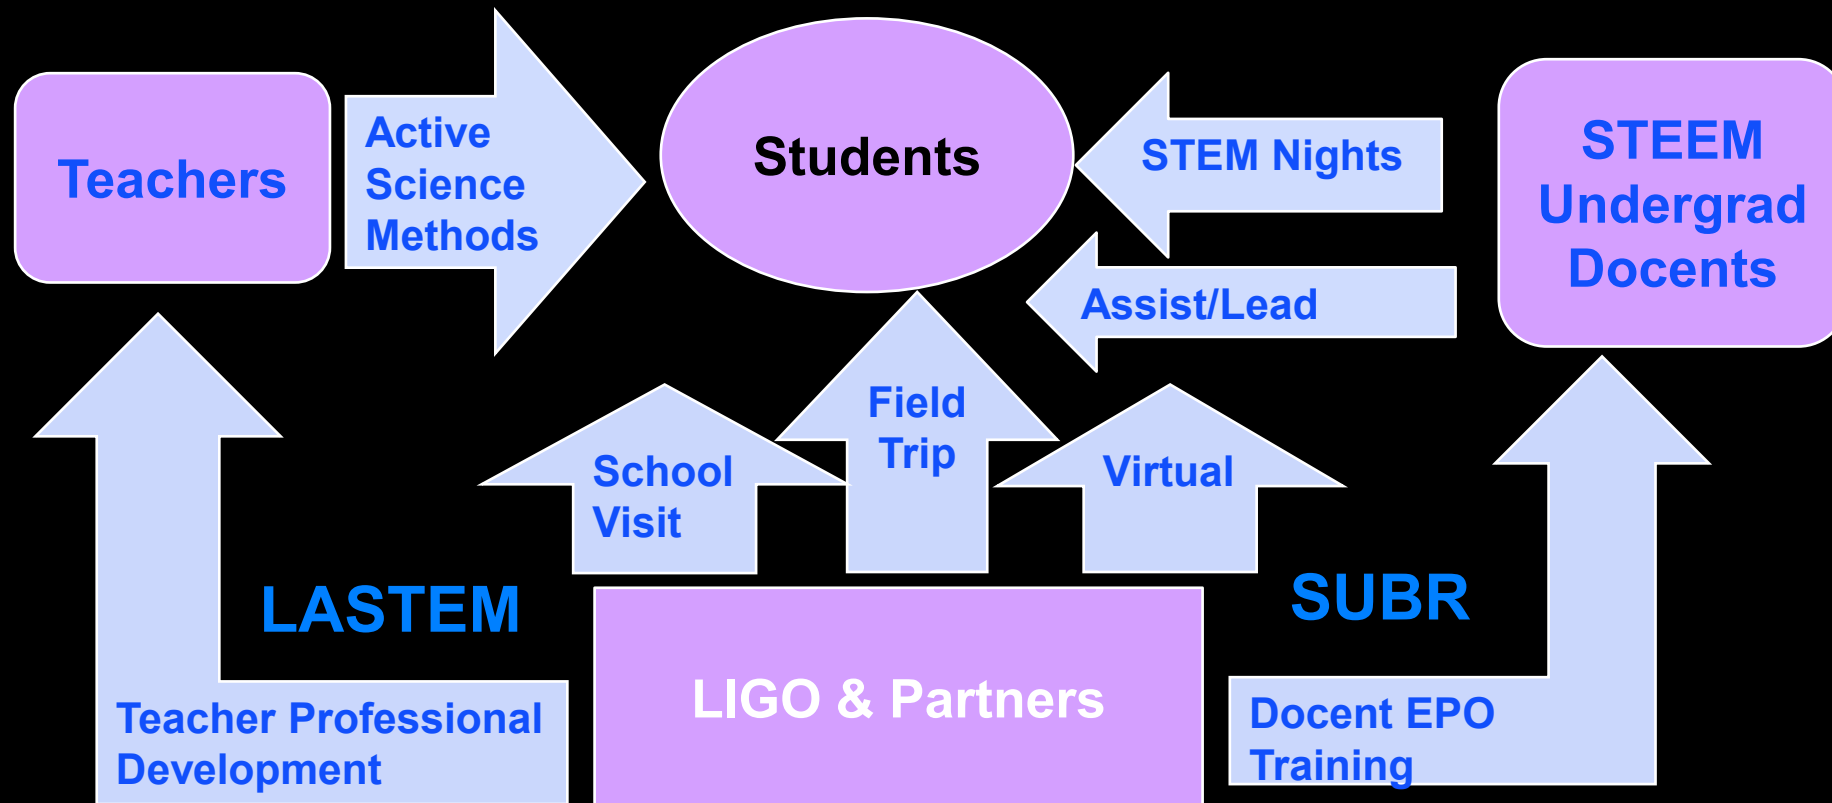 Teachers
Active
Science
Methods
Students
STEM Nights
STEEM
Undergrad
Docents
Assist/Lead
School
Visit
Field
Trip
Virtual
LASTEM
SUBR
Teacher Professional
Development
LIGO & Partners
Docent EPO
Training